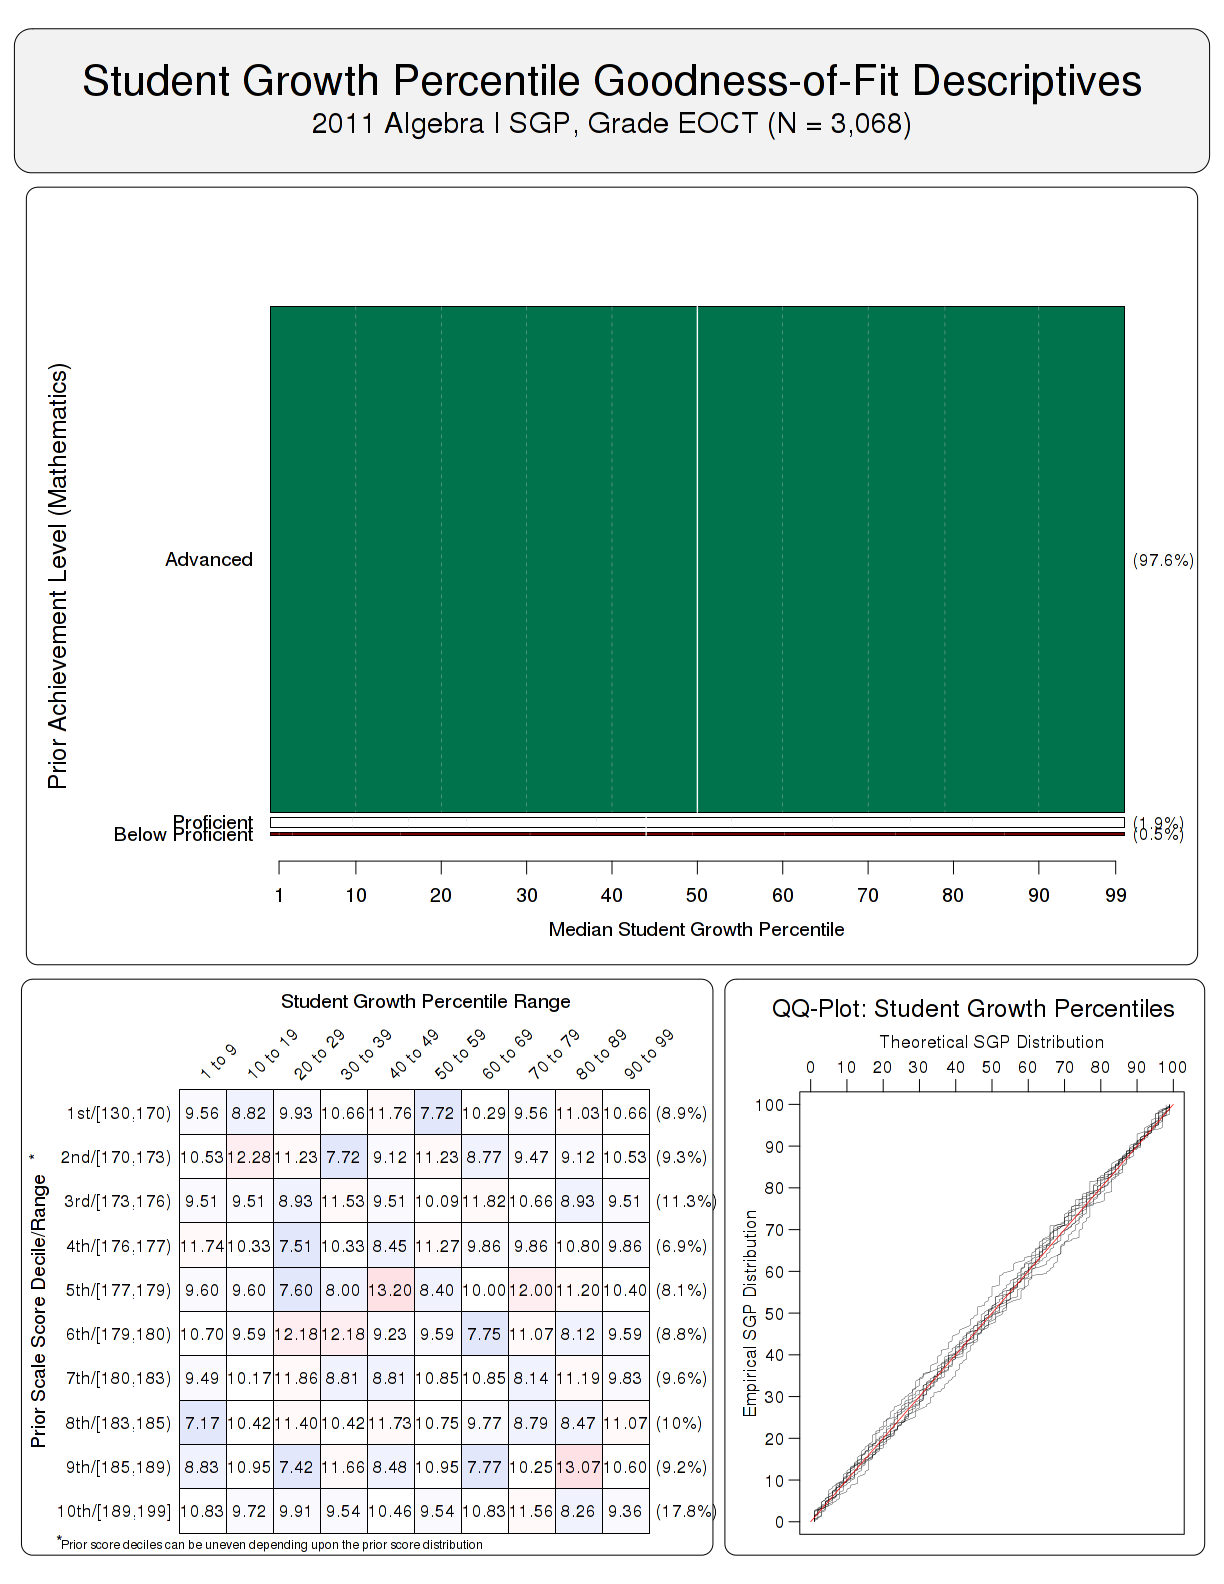 Student Growth Percentile Goodness-of-Fit Descriptives
2011 Algebra I SGP, Grade EOCT (N = 3,068)
Prior Achievement Level (Mathematics)
Advanced (97.6%)
Proficient (1.9%)
Below Proficient (0.5%)
1 10 20 30 40 50 60 70 80 90 99
Median Student Growth Percentile
Student Growth Percentile Range
1 to 9 10 to 19 20 to 29 30 to 39 40 to 49 50 to 59 60 to 69 70 to 79 80 to 89 90 to 99
Prior Scale Score Decile/Range *
1st/[130,170) 9.56 8.82 9.93 10.66 11.76 7.72 10.29 9.56 11.03 10.66 (8.9%)
2nd/[170,173) 10.53 12.28 11.23 7.72 9.12 11.23 8.77 9.47 9.12 10.53 (9.3%)
3rd/[173,176) 9.51 9.51 8.93 11.53 9.51 10.09 11.82 10.66 8.93 9.51 (11.3%)
4th/[176,177) 11.74 10.33 7.51 10.33 8.45 11.27 9.86 9.86 10.80 9.86 (6.9%)
5th/[177,179) 9.60 9.60 7.60 8.00 13.20 8.40 10.00 12.00 11.20 10.40 (8.1%)
6th/[179,180) 10.70 9.59 12.18 12.18 9.23 9.59 7.75 11.07 8.12 9.59 (8.8%)
7th/[180,183) 9.49 10.17 11.86 8.81 8.81 10.85 10.85 8.14 11.19 9.83 (9.6%)
8th/[183,185) 7.17 10.42 11.40 10.42 11.73 10.75 9.77 8.79 8.47 11.07 (10%)
9th/[185,189) 8.83 10.95 7.42 11.66 8.48 10.95 7.77 10.25 13.07 10.60 (9.2%)
10th/[189,199] 10.83 9.72 9.91 9.54 10.46 9.54 10.83 11.56 8.26 9.36 (17.8%)
*Prior score deciles can be uneven depending upon the prior score distribution
QQ-Plot: Student Growth Percentiles
Theoretical SGP Distribution
0 10 20 30 40 50 60 70 80 90 100
Empirical SGP Distribution
100
90
80
70
60
50
40
30
20
10
0